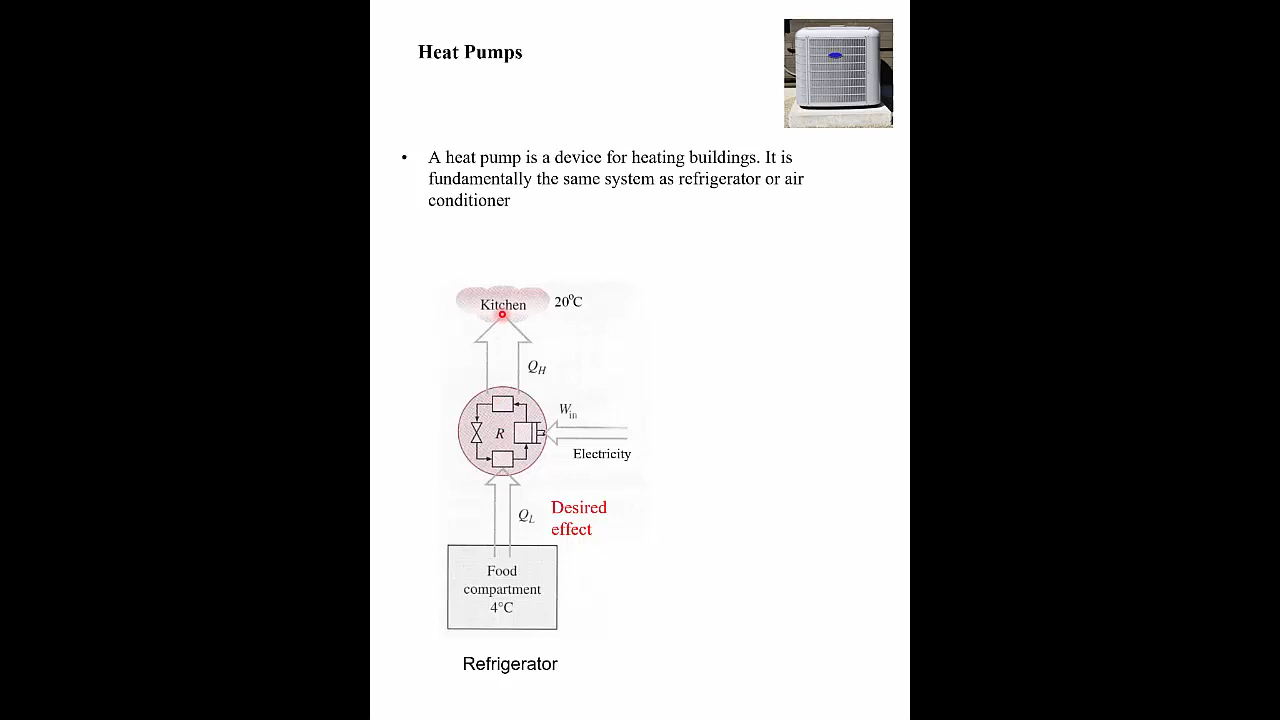 Heat Pumps
• A heat pump is a device for heating buildings. It is
fundamentally the same system as refrigerator or air
conditioner
Kitchen
20⁰C
Q_H
W_in
R
Electricity
Desired
effect
Q_L
Food
compartment
4°C
Refrigerator